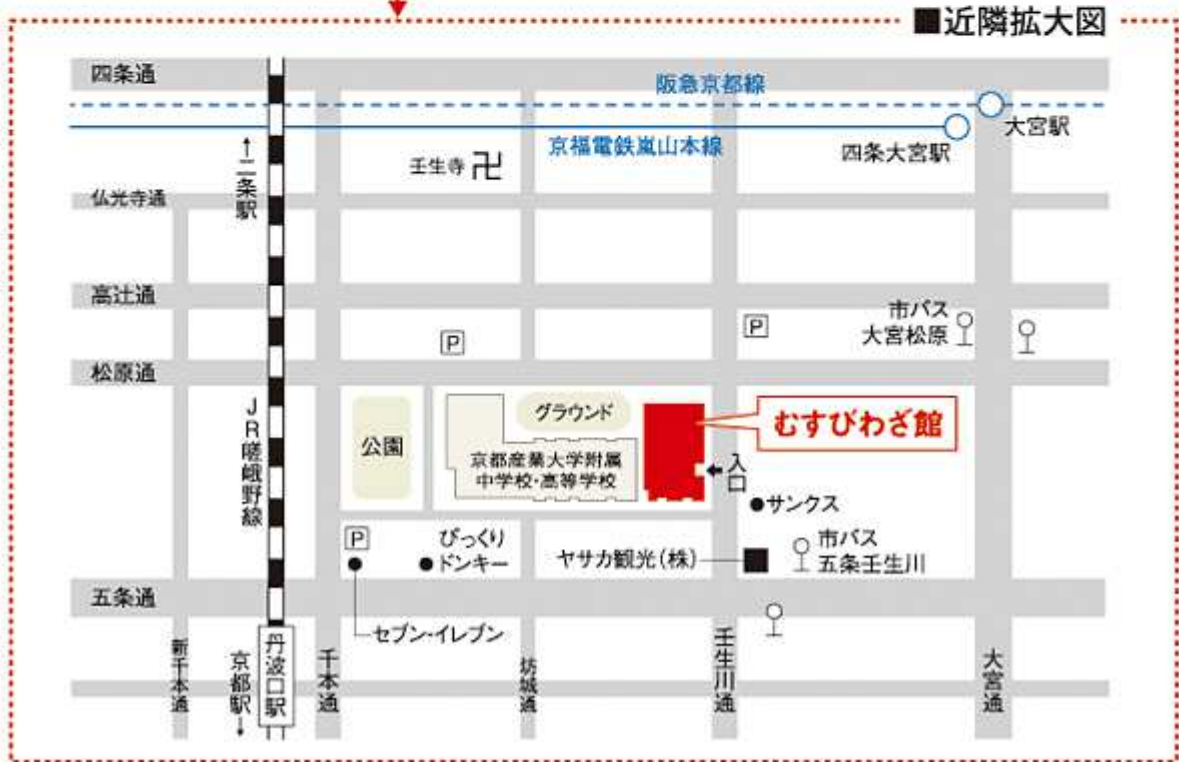 ■近隣拡大図
四条通
阪急京都線
大宮駅
京福電鉄嵐山本線
四条大宮駅
↑二条駅
壬生寺 卍
仏光寺通
高辻通
市バス
大宮松原
P
P
松原通
JR嵯峨野線
公園
グラウンド
京都産業大学附属
中学校・高等学校
むすびわざ館
入口
サンクス
P
びっくり
ドンキー
ヤサカ観光(株)
市バス
五条壬生川
五条通
セブン-イレブン
新千本通
京都駅↓
丹波口駅
千本通
坊城通
壬生川通
大宮通